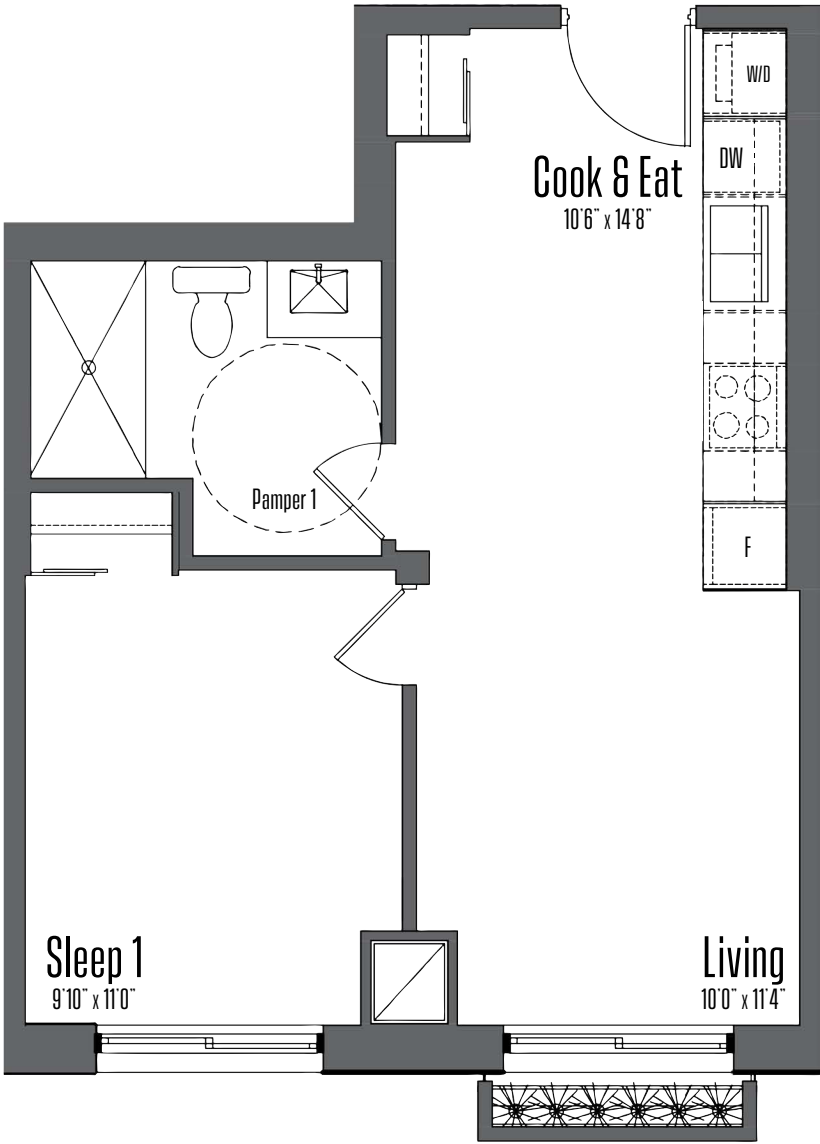 W/D
DW
Cook & Eat
10'6" x 14'8"
Pamper 1
F
Sleep 1
9'10" x 11'0"
Living
10'0" x 11'4"